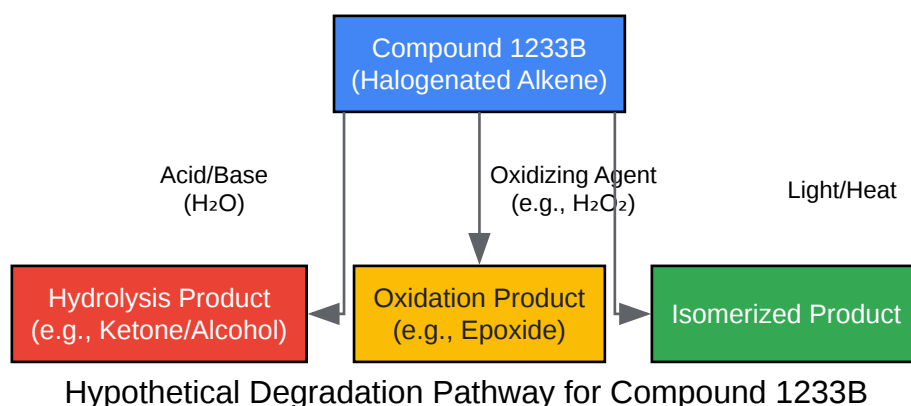 Compound 1233B
(Halogenated Alkene)
Acid/Base
(H₂O)
Oxidizing Agent
(e.g., H₂O₂)
Light/Heat
Hydrolysis Product
(e.g., Ketone/Alcohol)
Oxidation Product
(e.g., Epoxide)
Isomerized Product
Hypothetical Degradation Pathway for Compound 1233B